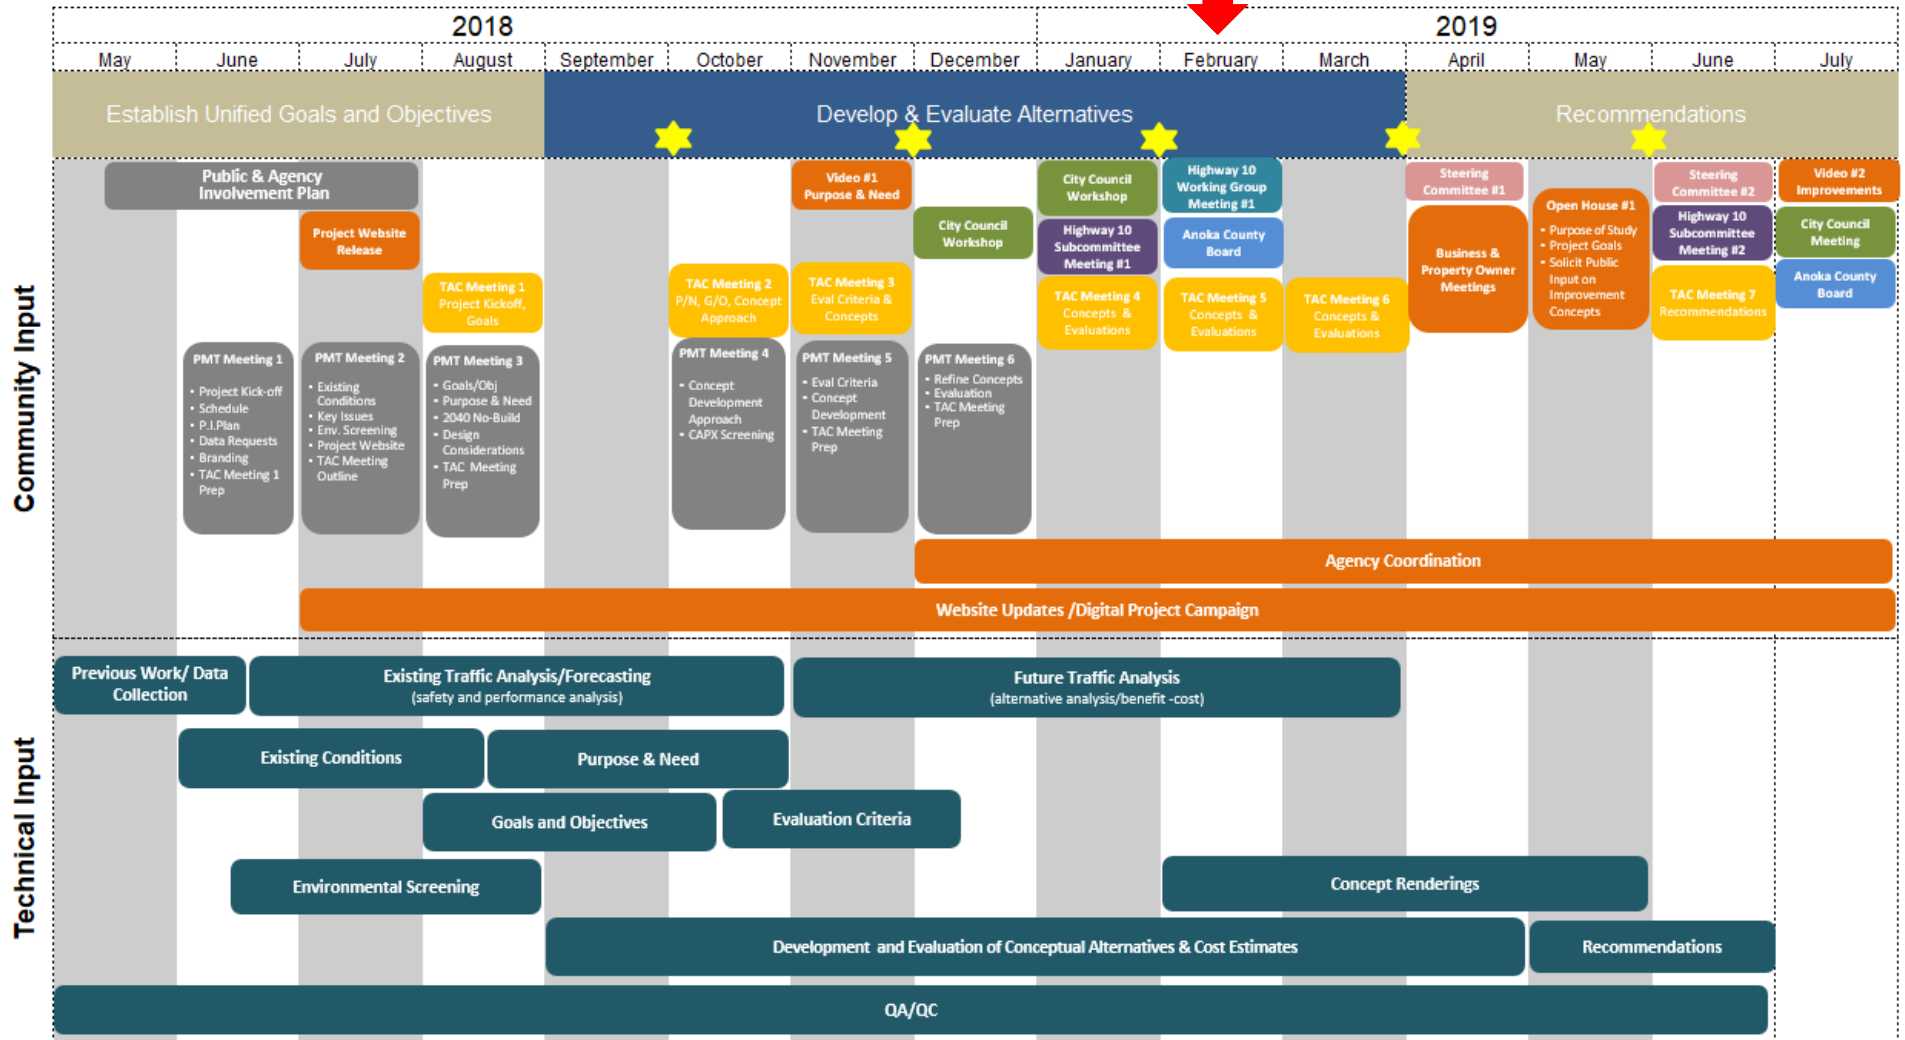 2018
2019
May
June
July
August
September
October
November
December
January
February
March
April
May
June
July
Establish Unified Goals and Objectives
Develop & Evaluate Alternatives
Recommendations
Community Input
Public & Agency
Involvement Plan
Project Website
Release
TAC Meeting 1
Project Kickoff,
Goals
TAC Meeting 2
P/N, G/O, Concept
Approach
Video #1
Purpose & Need
TAC Meeting 3
Eval Criteria &
Concepts
City Council
Workshop
City Council
Workshop
Highway 10
Subcommittee
Meeting #1
TAC Meeting 4
Concepts &
Evaluations
Highway 10
Working Group
Meeting #1
Anoka County
Board
TAC Meeting 5
Concepts &
Evaluations
TAC Meeting 6
Concepts &
Evaluations
Steering
Committee #1
Business &
Property Owner
Meetings
Open House #1
• Purpose of Study
• Project Goals
• Solicit Public
Input on
Improvement
Concepts
Steering
Committee #2
Highway 10
Subcommittee
Meeting #2
TAC Meeting 7
Recommendations
Video #2
Improvements
City Council
Meeting
Anoka County
Board
PMT Meeting 1
• Project Kick-off
• Schedule
• P.I.Plan
• Data Requests
• Branding
• TAC Meeting 1
Prep
PMT Meeting 2
• Existing
Conditions
• Key Issues
• Env. Screening
• Project Website
• TAC Meeting
Outline
PMT Meeting 3
• Goals/Obj
• Purpose & Need
• 2040 No-Build
• Design
Considerations
• TAC Meeting
Prep
PMT Meeting 4
• Concept
Development
Approach
• CAPX Screening
PMT Meeting 5
• Eval Criteria
• Concept
Development
• TAC Meeting
Prep
PMT Meeting 6
• Refine Concepts
• Evaluation
• TAC Meeting
Prep
Agency Coordination
Website Updates /Digital Project Campaign
Technical Input
Previous Work/ Data
Collection
Existing Traffic Analysis/Forecasting
(safety and performance analysis)
Future Traffic Analysis
(alternative analysis/benefit -cost)
Existing Conditions
Purpose & Need
Goals and Objectives
Evaluation Criteria
Environmental Screening
Concept Renderings
Development and Evaluation of Conceptual Alternatives & Cost Estimates
Recommendations
QA/QC